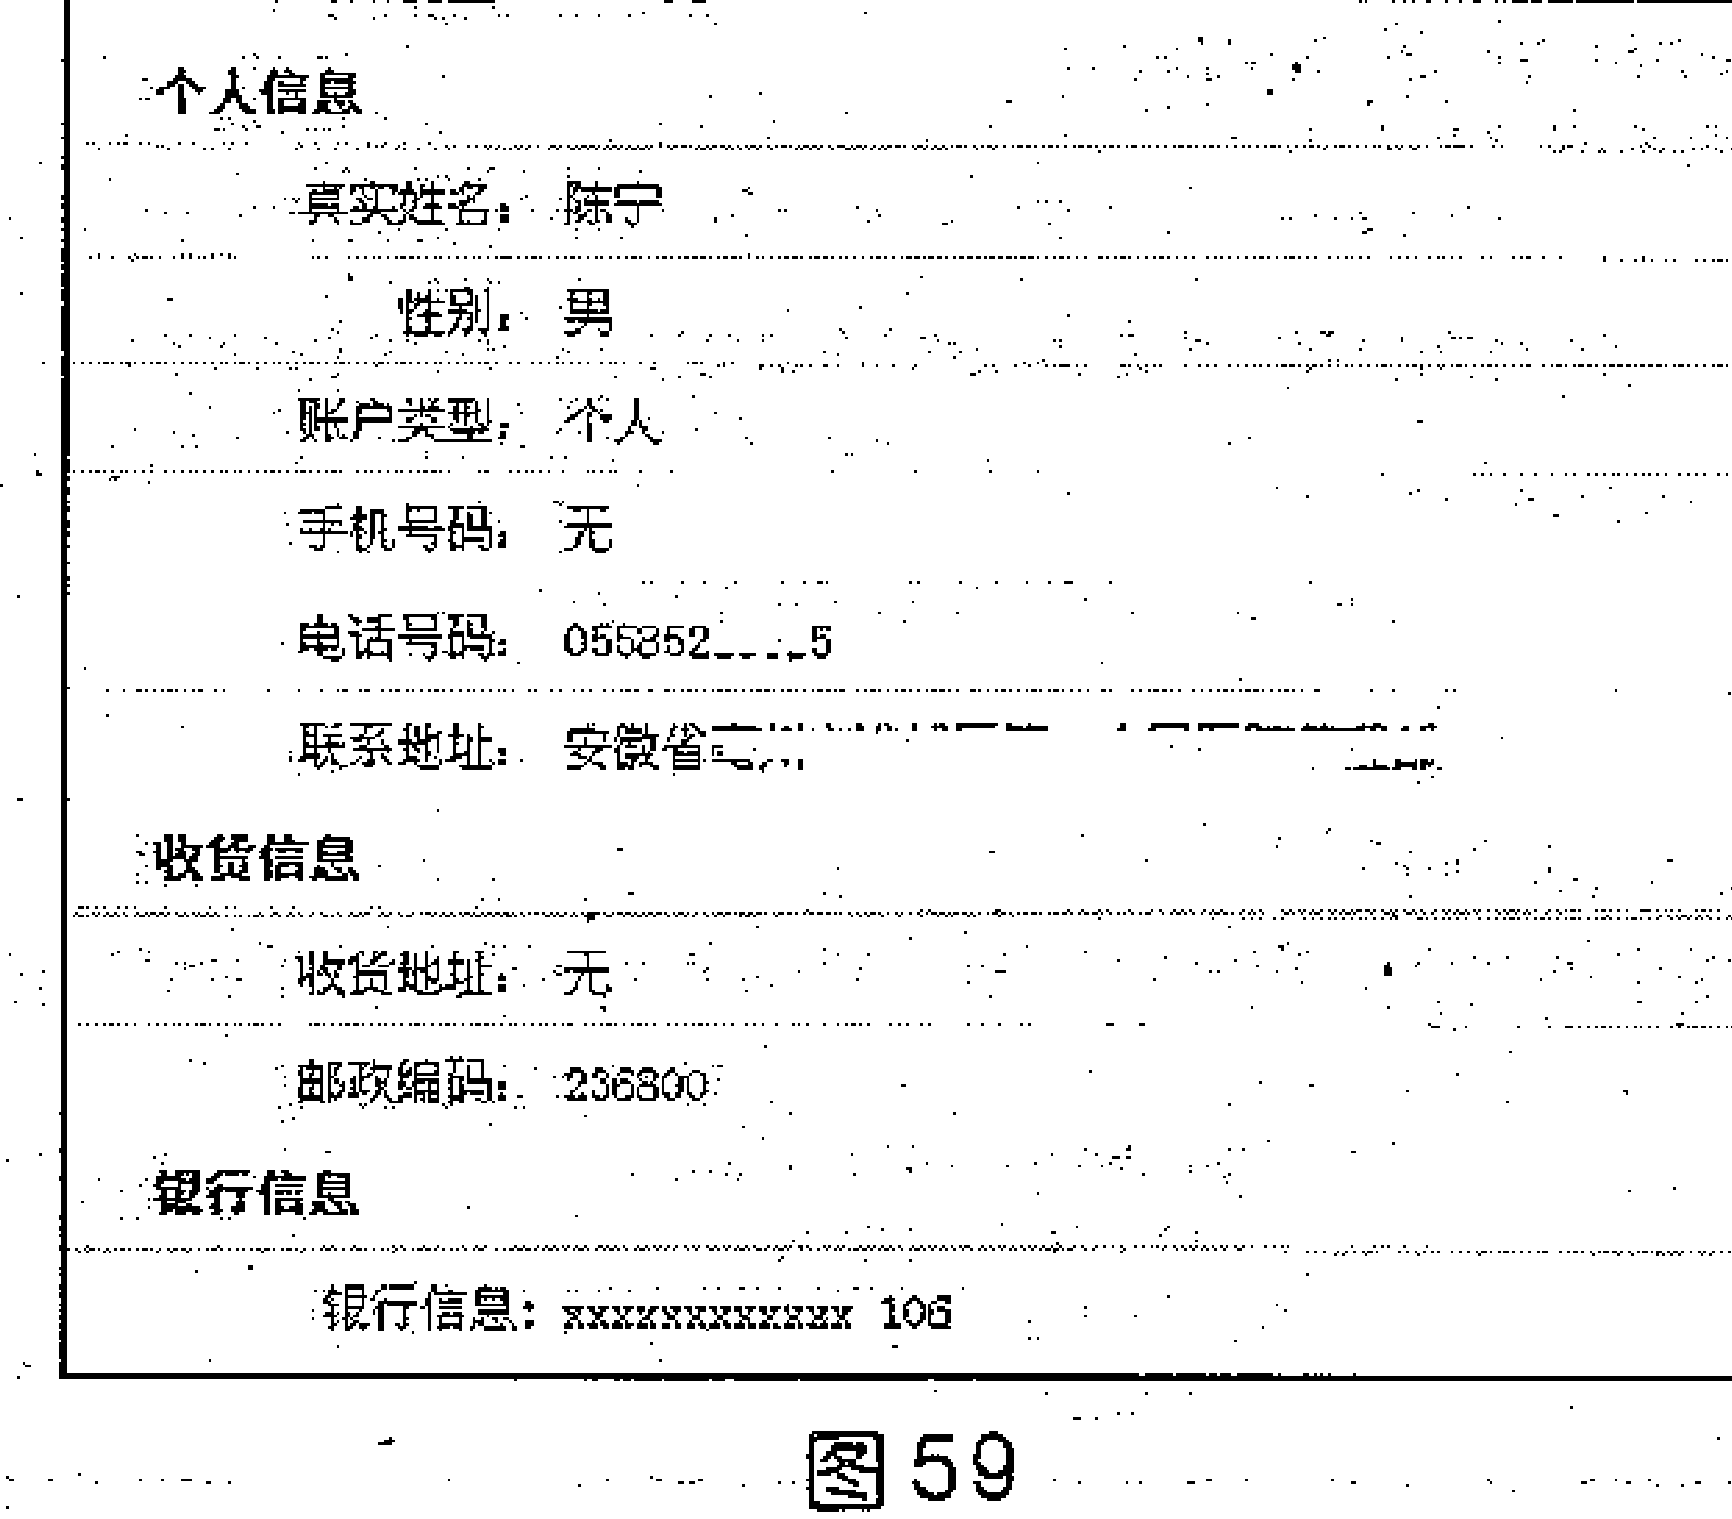 个人信息
真实姓名: 陈宁
性别: 男
账户类型: 个人
手机号码: 无
电话号码:
联系地址: 安徽省
收货信息
收货地址: 无
邮政编码: 236800
银行信息
银行信息: xxxxxxxxxxxx 106
图59